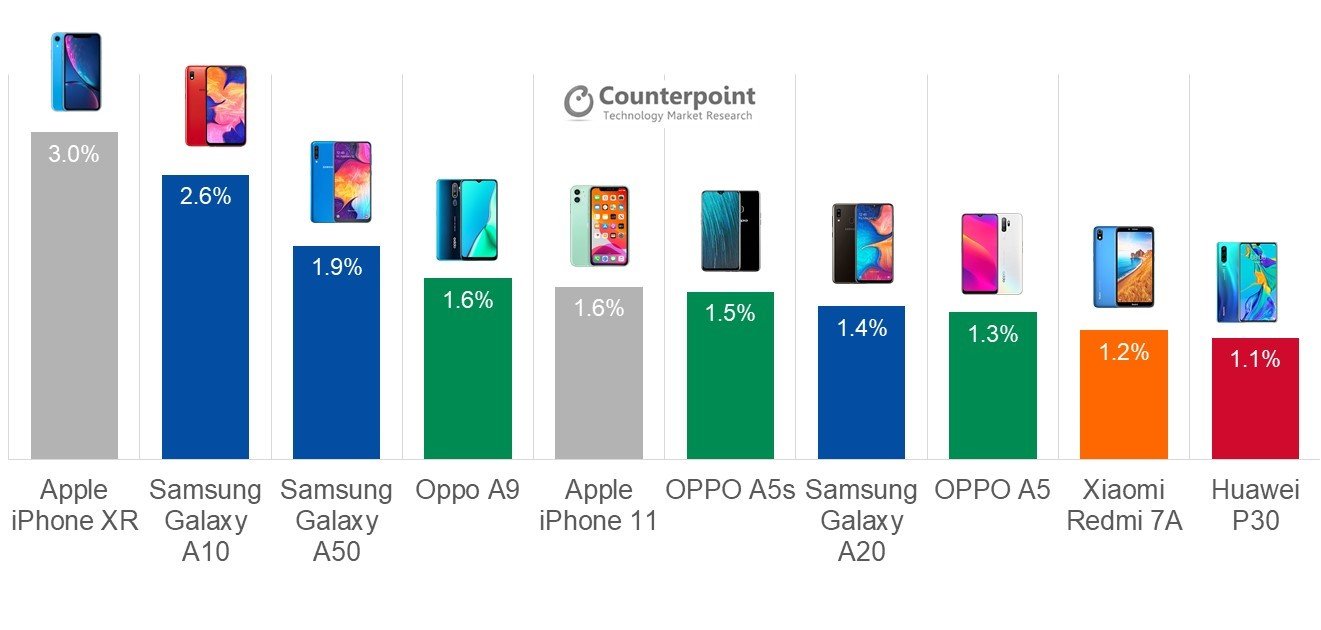 Counterpoint
Technology Market Research
3.0%
2.6%
1.9%
1.6%
1.6%
1.5%
1.4%
1.3%
1.2%
1.1%
Apple
iPhone XR
Samsung
Galaxy
A10
Samsung
Galaxy
A50
Oppo A9
Apple
iPhone 11
OPPO A5s
Samsung
Galaxy
A20
OPPO A5
Xiaomi
Redmi 7A
Huawei
P30